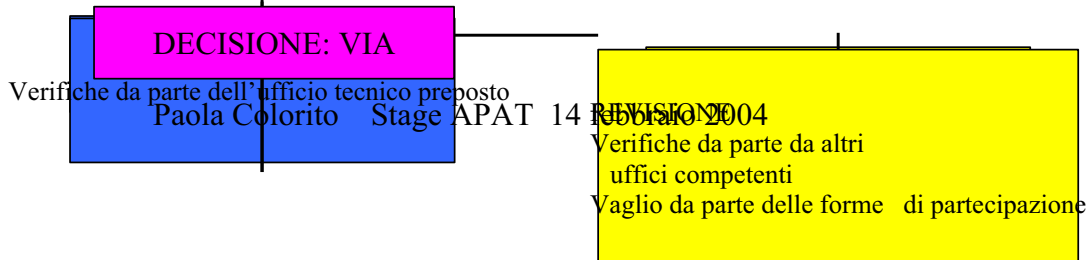 DECISIONE: VIA
Verifiche da parte dell'ufficio tecnico preposto
Paola Colorito Stage APAT 14 febbraio 2004
REVISIONE
Verifiche da parte da altri
uffici competenti
Vaglio da parte delle forme di partecipazione